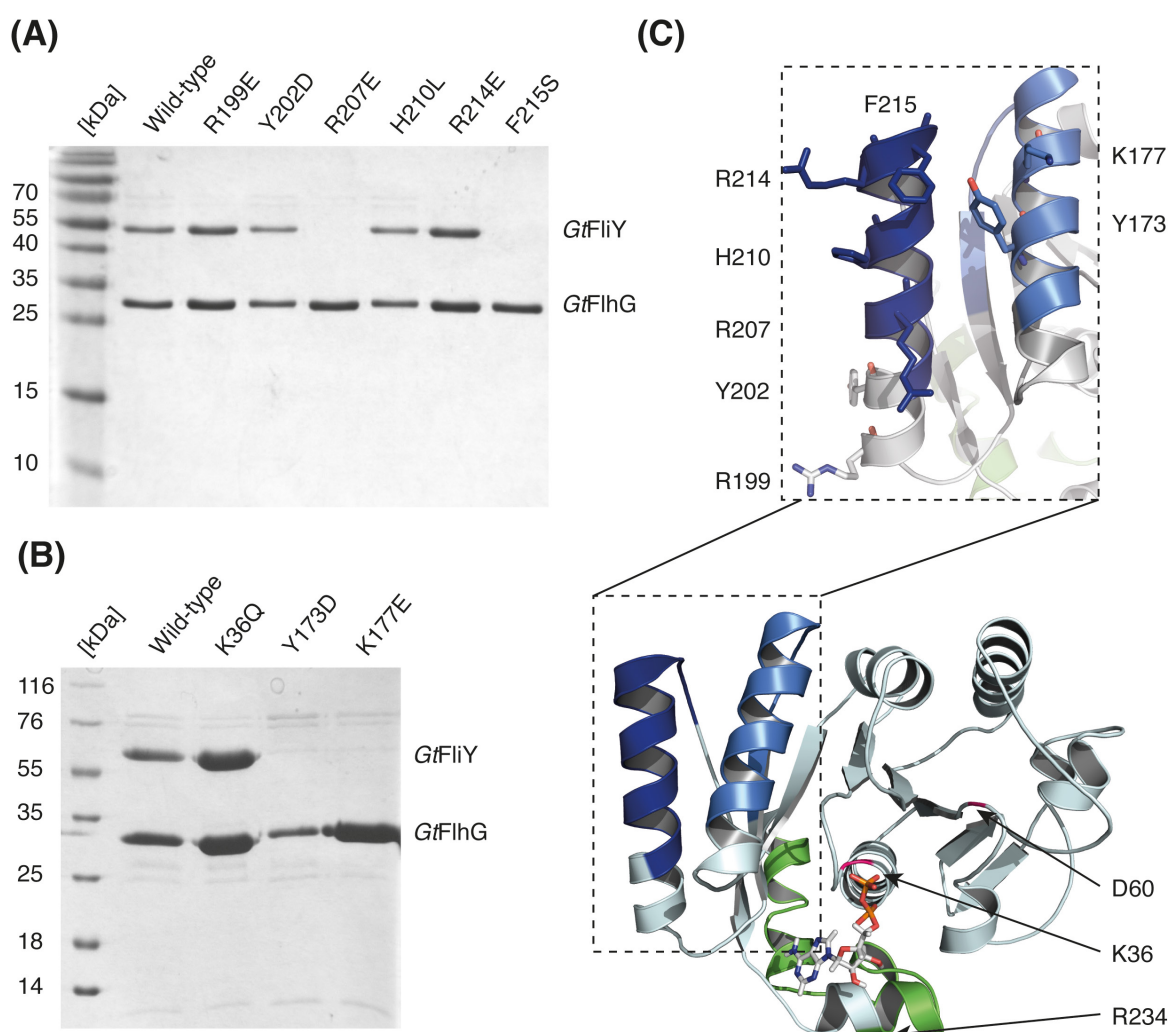 (A)
[kDa] Wild-type R199E Y202D R207E H210L R214E F215S
70
55
40
35
25
15
10
GtFliY
GtFlhG
(B)
[kDa] Wild-type K36Q Y173D K177E
116
76
55
35
25
18
14
GtFliY
GtFlhG
(C)
F215
R214
H210
R207
Y202
R199
K177
Y173
D60
K36
R234